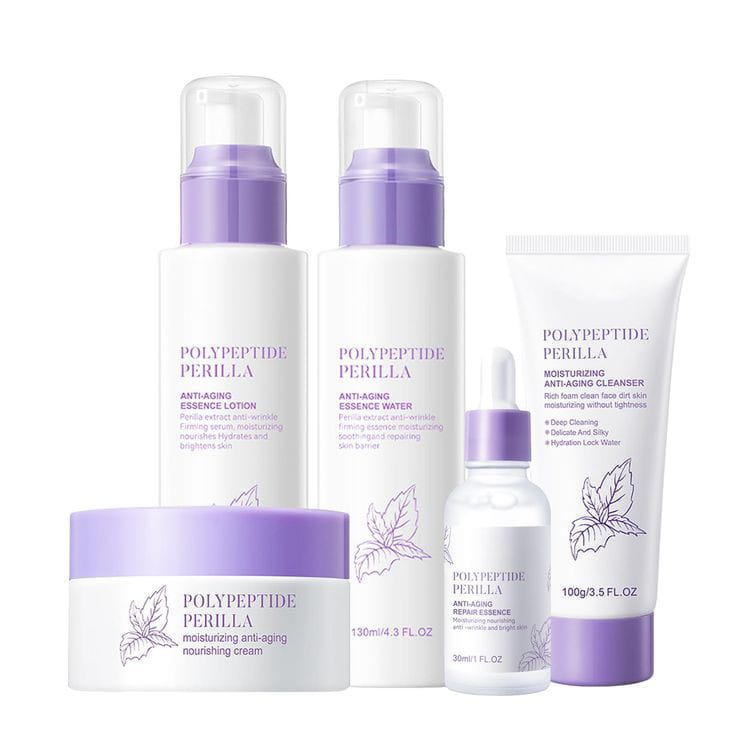 POLYPEPTIDE
PERILLA
ANTI-AGING
ESSENCE LOTION
Perilla extract anti-wrinkle
Firming serum, moisturizing
nourishes Hydrates and
brightens skin
POLYPEPTIDE
PERILLA
ANTI-AGING
ESSENCE WATER
Perilla extract anti-wrinkle
firming essence moisturizing
soothingand repairing
skin barrier
130ml/4.3 FL.OZ
POLYPEPTIDE
PERILLA
MOISTURIZING
ANTI-AGING CLEANSER
Rich foam clean face dirt skin
moisturizing without tightness
Deep Cleaning
Delicate And Silky
Hydration Lock Water
100g/3.5 FL.OZ
POLYPEPTIDE
PERILLA
ANTI-AGING
REPAIR ESSENCE
Moisturizing nourishing
anti -wrinkle and bright skin
30ml/1 FL.OZ
POLYPEPTIDE
PERILLA
moisturizing anti-aging
nourishing cream